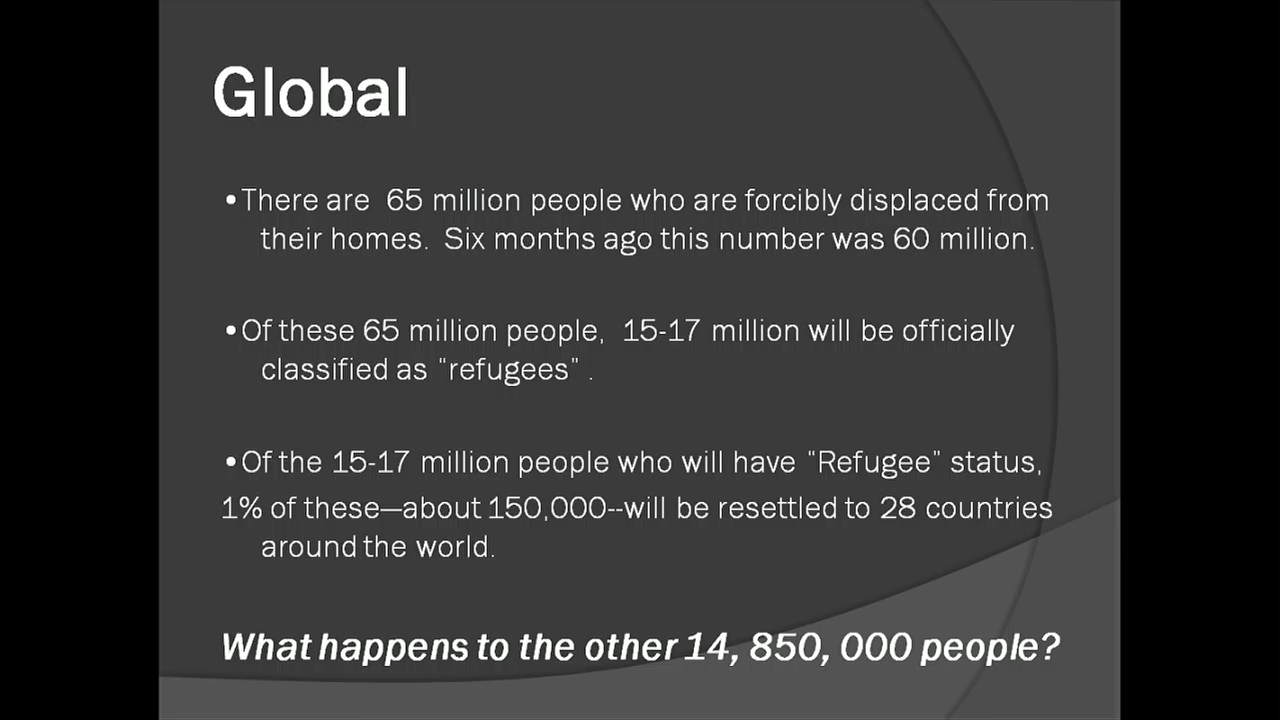 Global
•There are  65 million people who are forcibly displaced from
their homes.  Six months ago this number was 60 million.
•Of these 65 million people,  15-17 million will be officially
classified as “refugees” .
•Of the 15-17 million people who will have “Refugee” status,
1% of these—about 150,000--will be resettled to 28 countries
around the world.
What happens to the other 14, 850, 000 people?